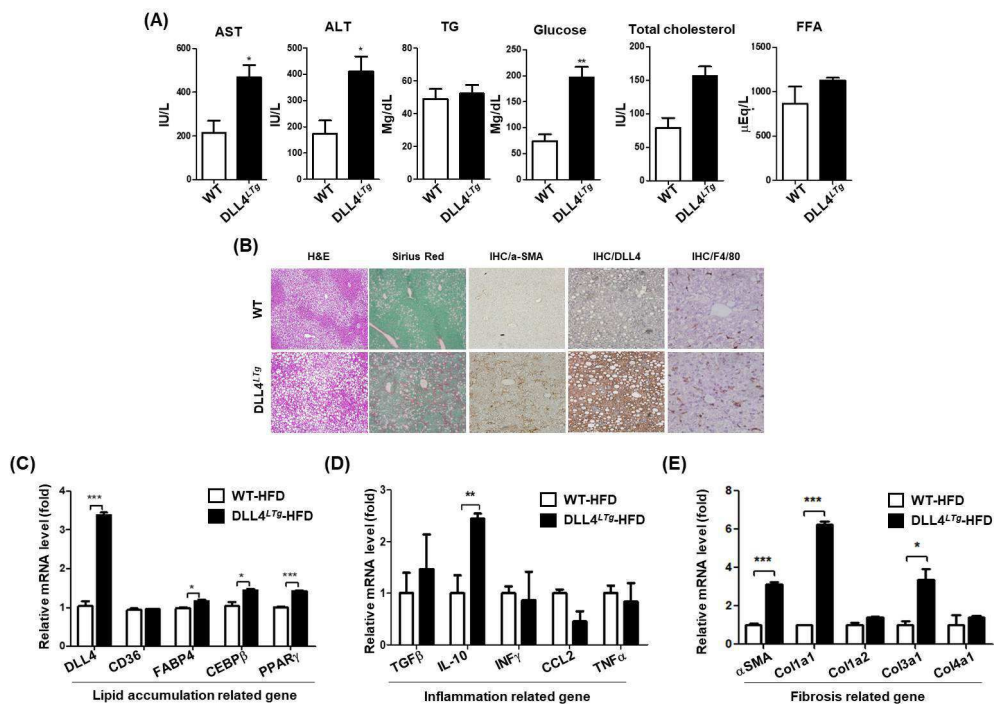 (A)
AST
ALT
TG
Glucose
Total cholesterol
FFA
IU/L
600
400
200
0
*
WT
DLL4LTg
IU/L
500
400
300
200
100
0
*
WT
DLL4LTg
Mg/dL
80
60
40
20
0
WT
DLL4LTg
Mg/dL
250
200
150
100
50
0
**
WT
DLL4LTg
IU/L
200
150
100
50
0
WT
DLL4LTg
µEq/L
1500
1000
500
0
WT
DLL4LTg
(B)
H&E
Sirius Red
IHC/a-SMA
IHC/DLL4
IHC/F4/80
WT
DLL4LTg
(C)
Relative mRNA level (fold)
4
3
2
1
0
WT-HFD
DLL4LTg-HFD
***
*
*
***
DLL4
CD36
FABP4
CEBPβ
PPARγ
Lipid accumulation related gene
(D)
Relative mRNA level (fold)
3
2
1
0
WT-HFD
DLL4LTg-HFD
**
TGFβ
IL-10
INFγ
CCL2
TNFα
Inflammation related gene
(E)
Relative mRNA level (fold)
8
6
4
2
0
WT-HFD
DLL4LTg-HFD
***
***
*
αSMA
Col1a1
Col1a2
Col3a1
Col4a1
Fibrosis related gene